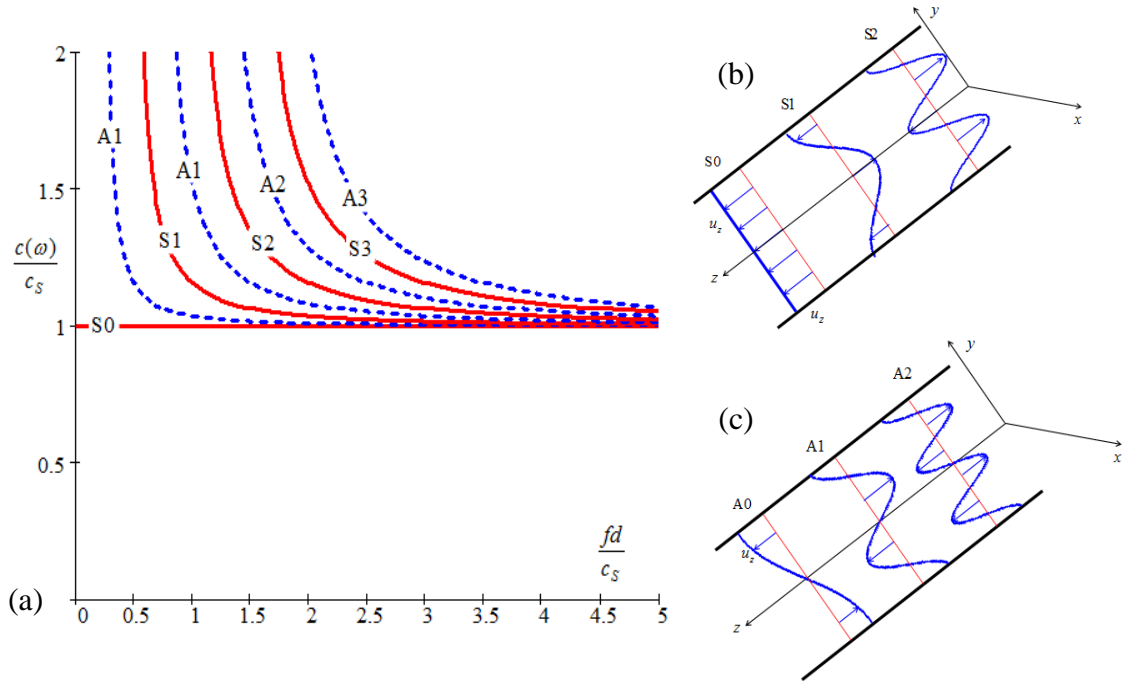 2
A1
A1
A2
A3
1.5
S1
S2
S3
c(ω)
c_S
1
S0
0.5
fd
c_S
0 0.5 1 1.5 2 2.5 3 3.5 4 4.5 5
(a)
(b)
y
x
z
S2
S1
S0
u_z
u_z
(c)
y
x
z
A2
A1
A0
u_z